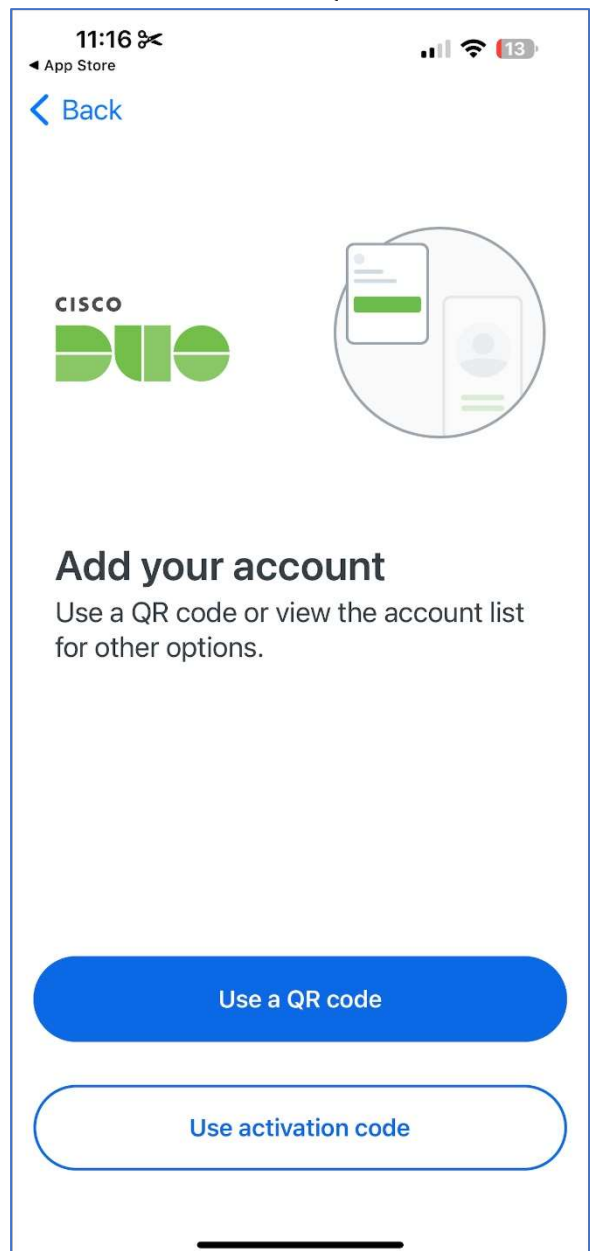 11:16
◀ App Store
13
Back
CISCO
DUO
Add your account
Use a QR code or view the account list
for other options.
Use a QR code
Use activation code